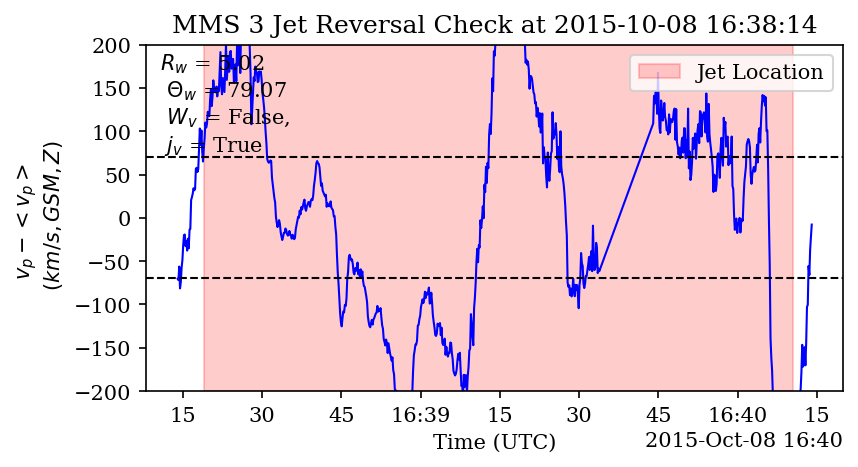 MMS 3 Jet Reversal Check at 2015-10-08 16:38:14
R_w = 5.02
Θ_w = 79.07
W_v = False,
j_v = True
Jet Location
v_p − < v_p >
(km/s, GSM, Z)
200
150
100
50
0
−50
−100
−150
−200
15 30 45 16:39 15 30 45 16:40 15
Time (UTC)
2015-Oct-08 16:40